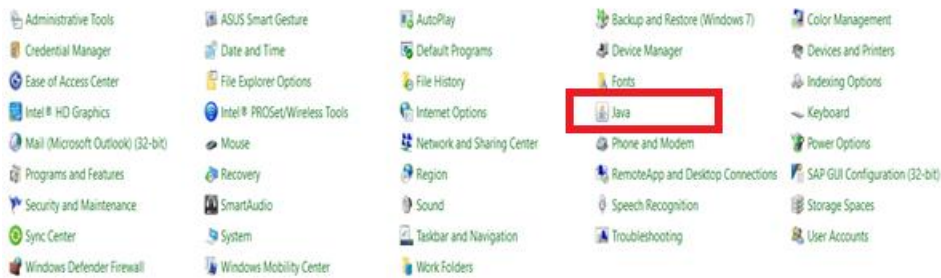 Administrative Tools ASUS Smart Gesture AutoPlay Backup and Restore (Windows 7) Color Management
Credential Manager Date and Time Default Programs Device Manager Devices and Printers
Ease of Access Center File Explorer Options File History Fonts Indexing Options
Intel® HD Graphics Intel® PROSet/Wireless Tools Internet Options Java Keyboard
Mail (Microsoft Outlook) (32-bit) Mouse Network and Sharing Center Phone and Modem Power Options
Programs and Features Recovery Region RemoteApp and Desktop Connections SAP GUI Configuration (32-bit)
Security and Maintenance SmartAudio Sound Speech Recognition Storage Spaces
Sync Center System Taskbar and Navigation Troubleshooting User Accounts
Windows Defender Firewall Windows Mobility Center Work Folders